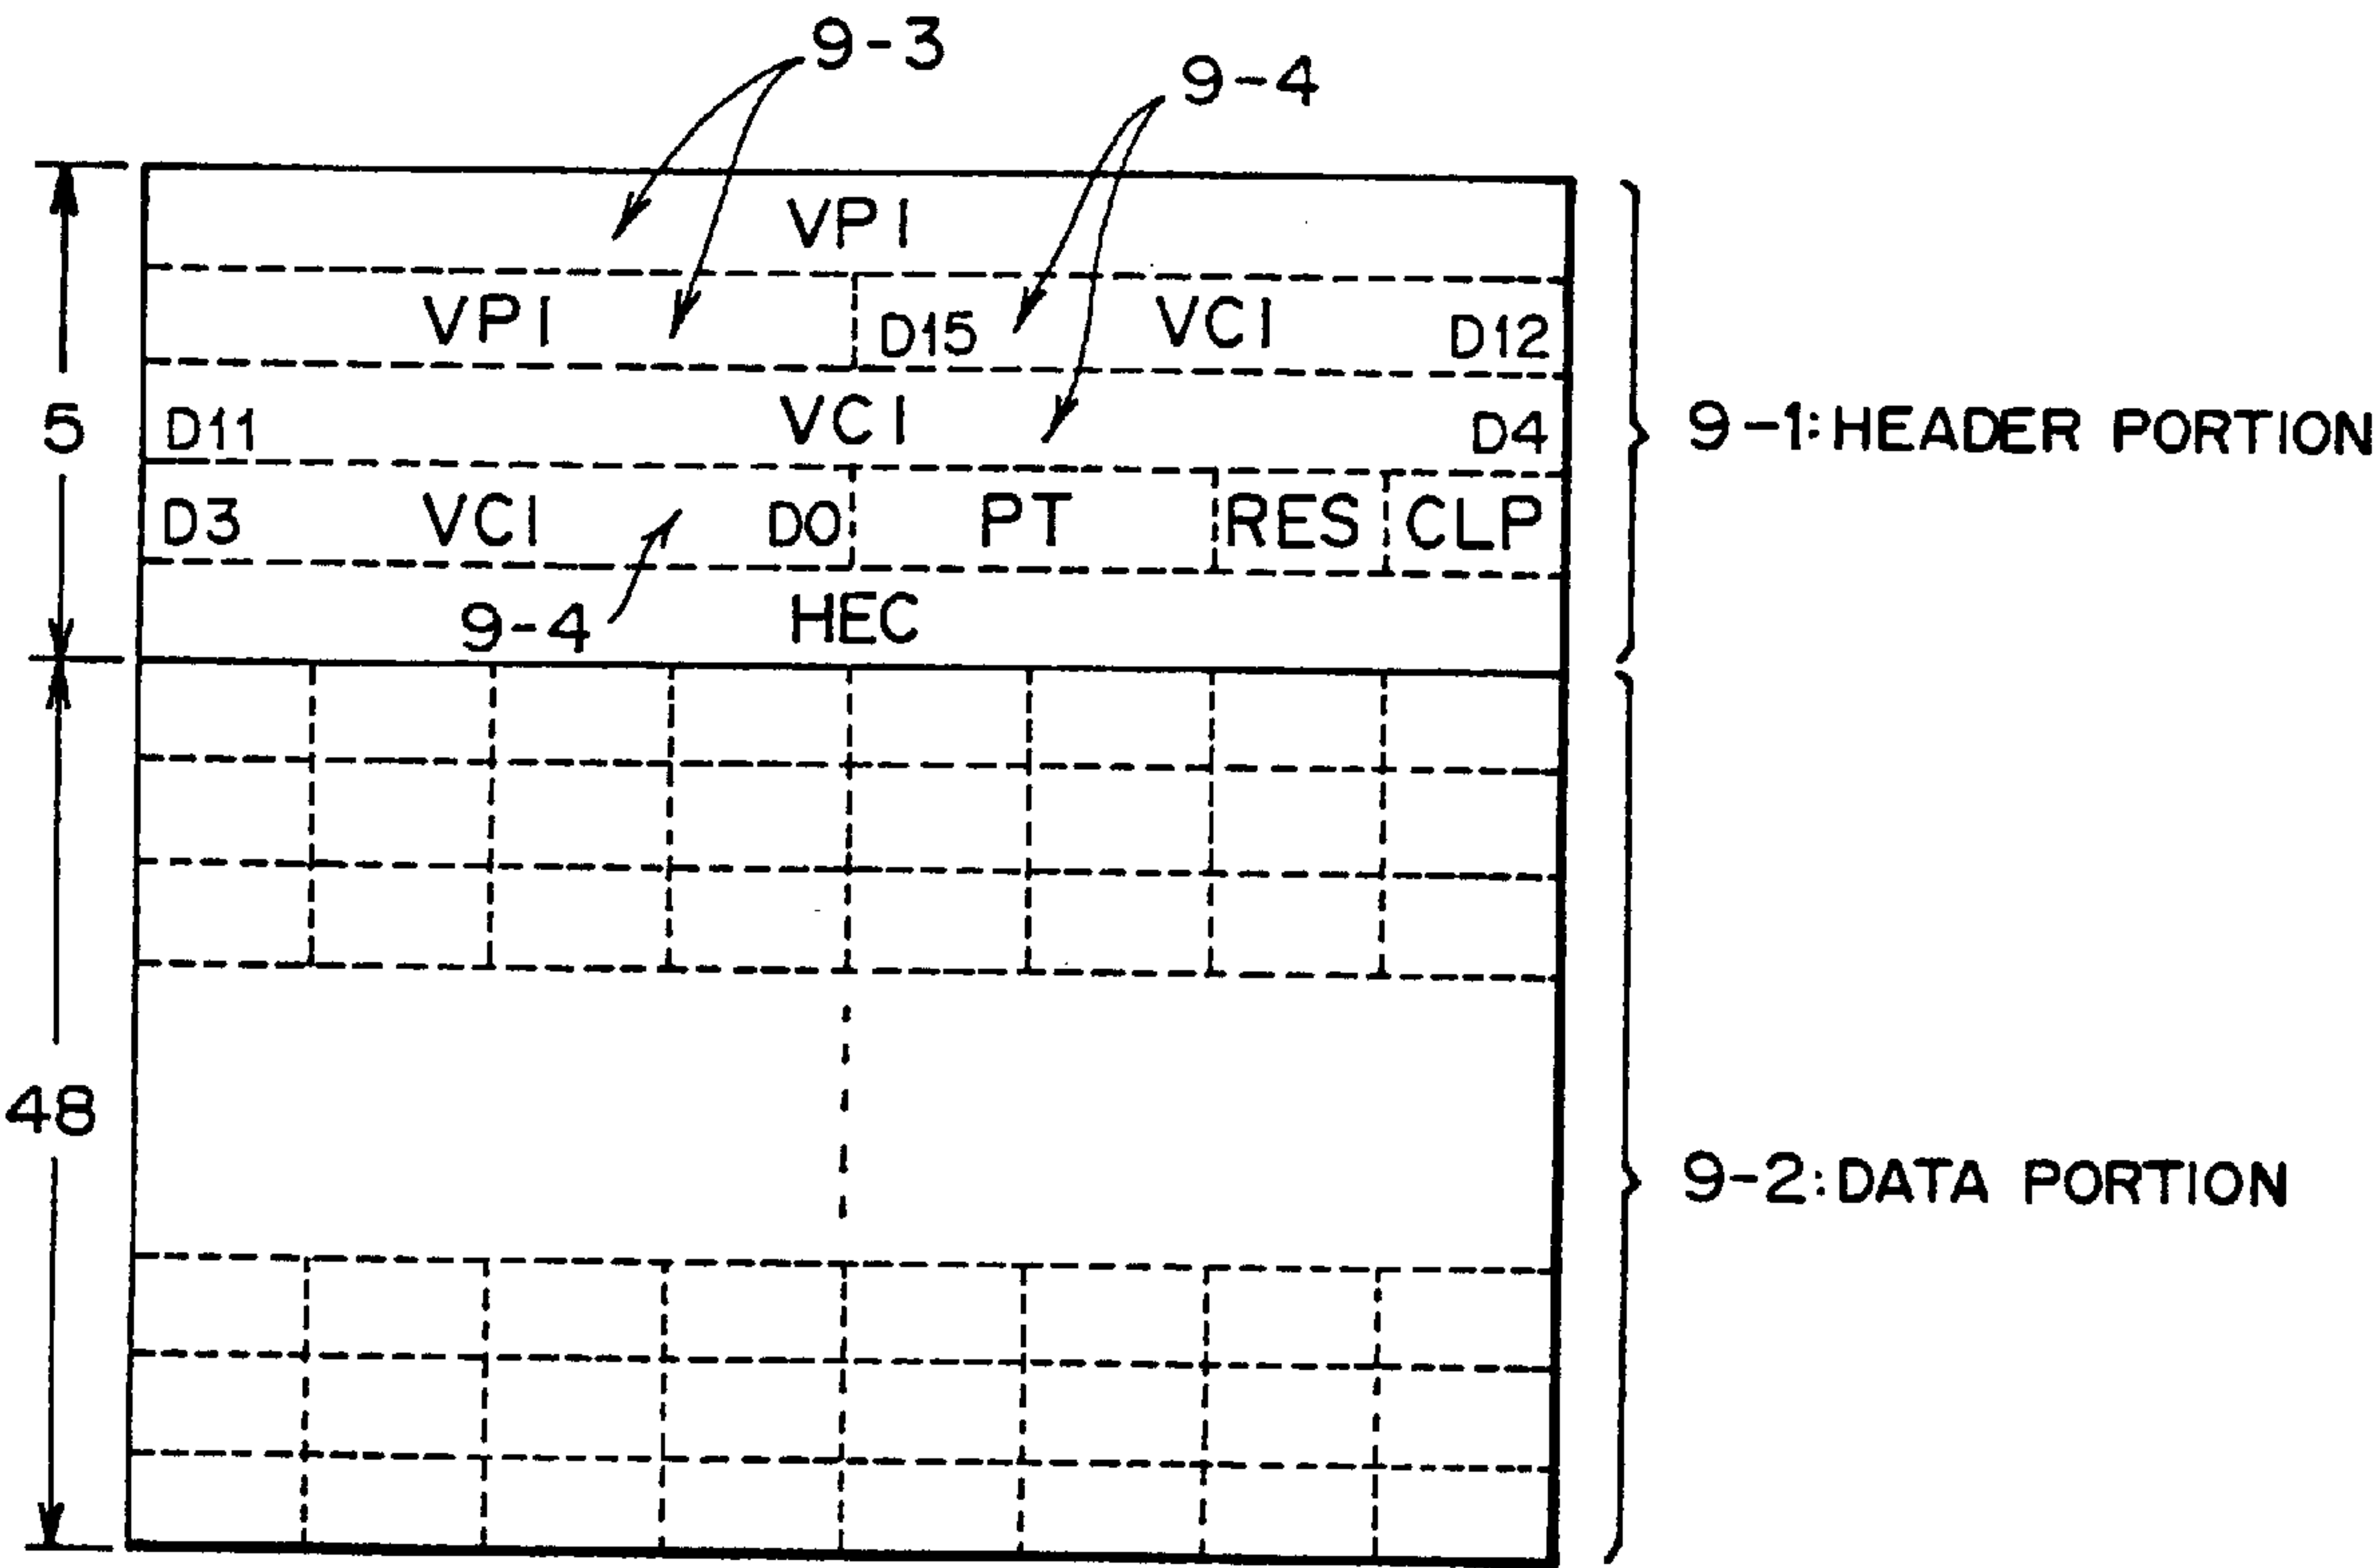 9-3
9-4
VPI
VPI D15 VCI D12
5
D11 VCI D4
9-1: HEADER PORTION
D3 VCI D0 PT RES CLP
9-4 HEC
48
9-2: DATA PORTION